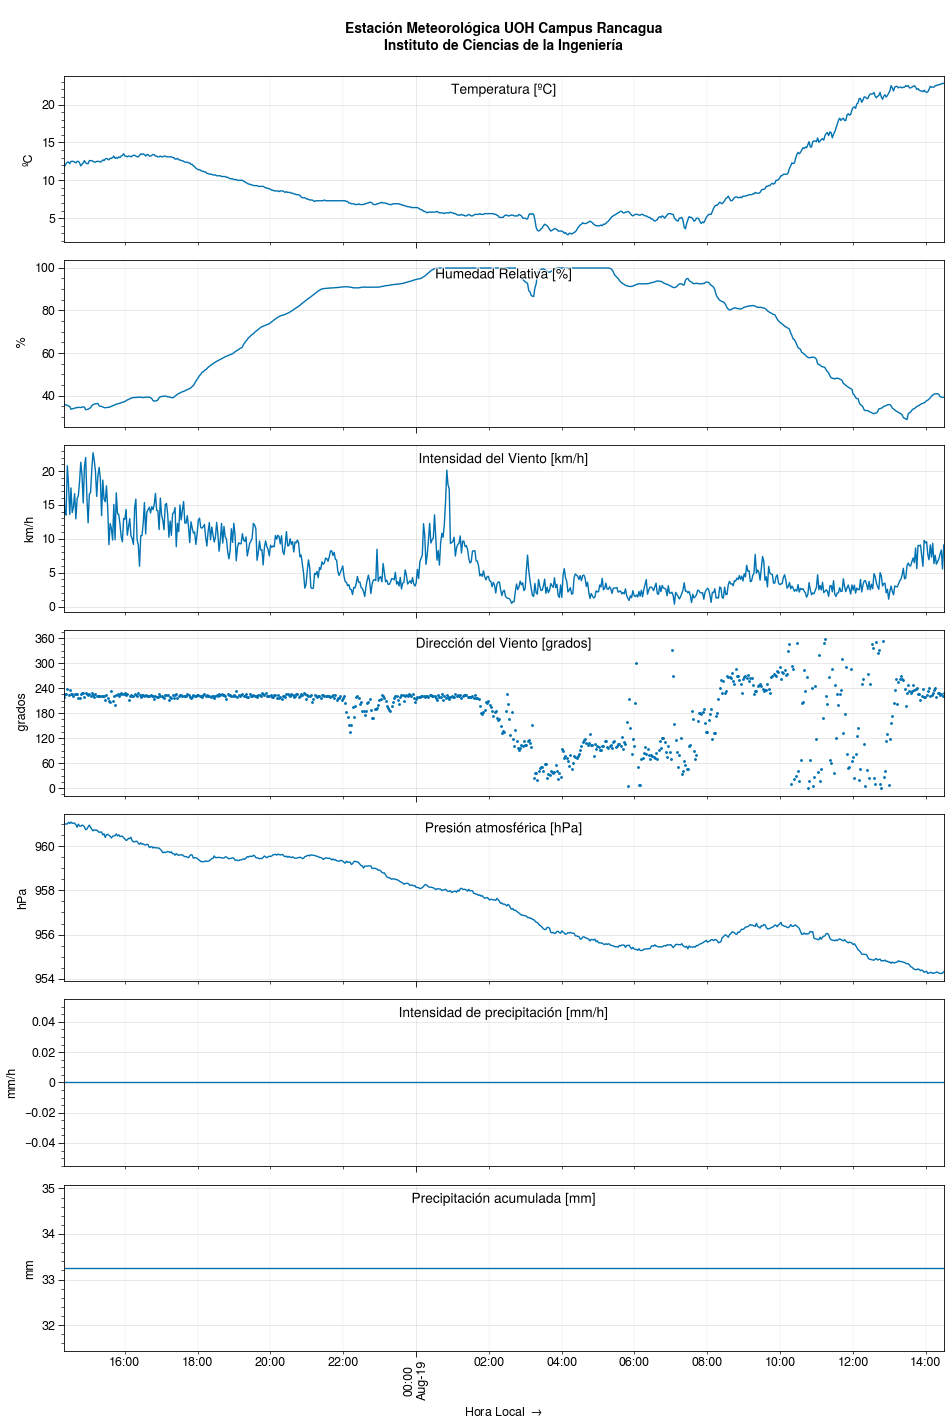 Estación Meteorológica UOH Campus Rancagua
Instituto de Ciencias de la Ingeniería
Temperatura [ºC]
20
15
10
5
ºC
Humedad Relativa [%]
100
80
60
40
%
Intensidad del Viento [km/h]
20
15
10
5
0
km/h
Dirección del Viento [grados]
360
300
240
180
120
60
0
grados
Presión atmosférica [hPa]
960
958
956
954
hPa
Intensidad de precipitación [mm/h]
0.04
0.02
0
−0.02
−0.04
mm/h
Precipitación acumulada [mm]
35
34
33
32
mm
16:00 18:00 20:00 22:00 00:00 02:00 04:00 06:00 08:00 10:00 12:00 14:00
Aug-19
Hora Local →